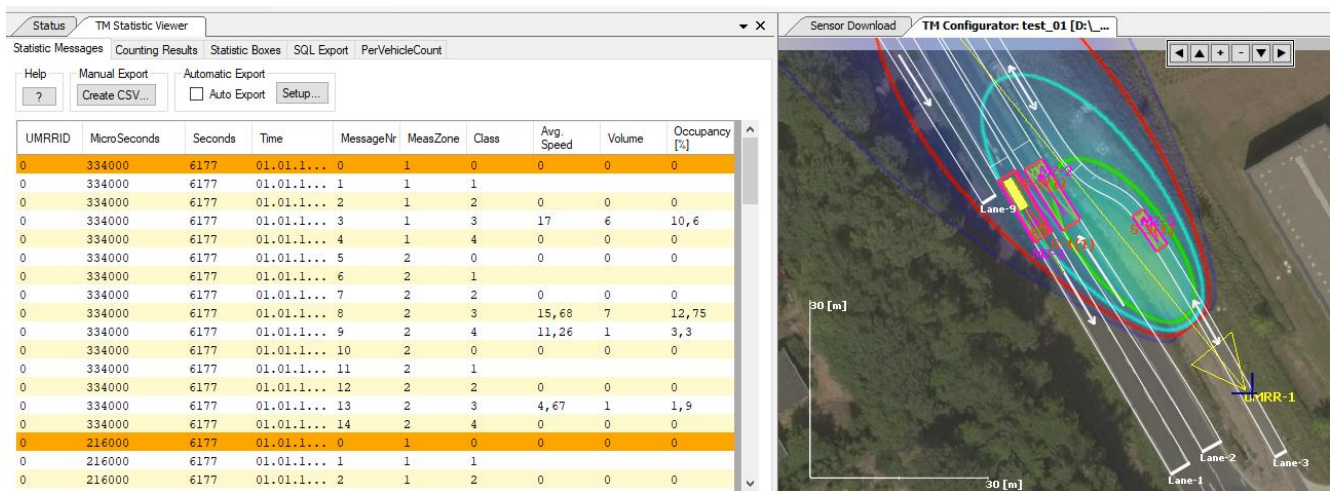 Status TM Statistic Viewer
Statistic Messages Counting Results Statistic Boxes SQL Export PerVehicleCount
Help Manual Export Automatic Export
? Create CSV... Auto Export Setup...
UMRRID MicroSeconds Seconds Time MessageNr MeasZone Class Avg. Speed Volume Occupancy [%]
0 334000 6177 01.01.1... 0 1 0 0 0 0
0 334000 6177 01.01.1... 1 1 1
0 334000 6177 01.01.1... 2 1 2 0 0 0
0 334000 6177 01.01.1... 3 1 3 17 6 10,6
0 334000 6177 01.01.1... 4 1 4 0 0 0
0 334000 6177 01.01.1... 5 2 0 0 0 0
0 334000 6177 01.01.1... 6 2 1
0 334000 6177 01.01.1... 7 2 2 0 0 0
0 334000 6177 01.01.1... 8 2 3 15,68 7 12,75
0 334000 6177 01.01.1... 9 2 4 11,26 1 3,3
0 334000 6177 01.01.1... 10 2 0 0 0 0
0 334000 6177 01.01.1... 11 2 1
0 334000 6177 01.01.1... 12 2 2 0 0 0
0 334000 6177 01.01.1... 13 2 3 4,67 1 1,9
0 334000 6177 01.01.1... 14 2 4 0 0 0
0 216000 6177 01.01.1... 0 1 0 0 0 0
0 216000 6177 01.01.1... 1 1 1
0 216000 6177 01.01.1... 2 1 2 0 0 0
Sensor Download TM Configurator: test_01 [D:\_...
+ -
Lane-9
30 [m]
UMRR-1
Lane-2
Lane-3
Lane-1
30 [m]